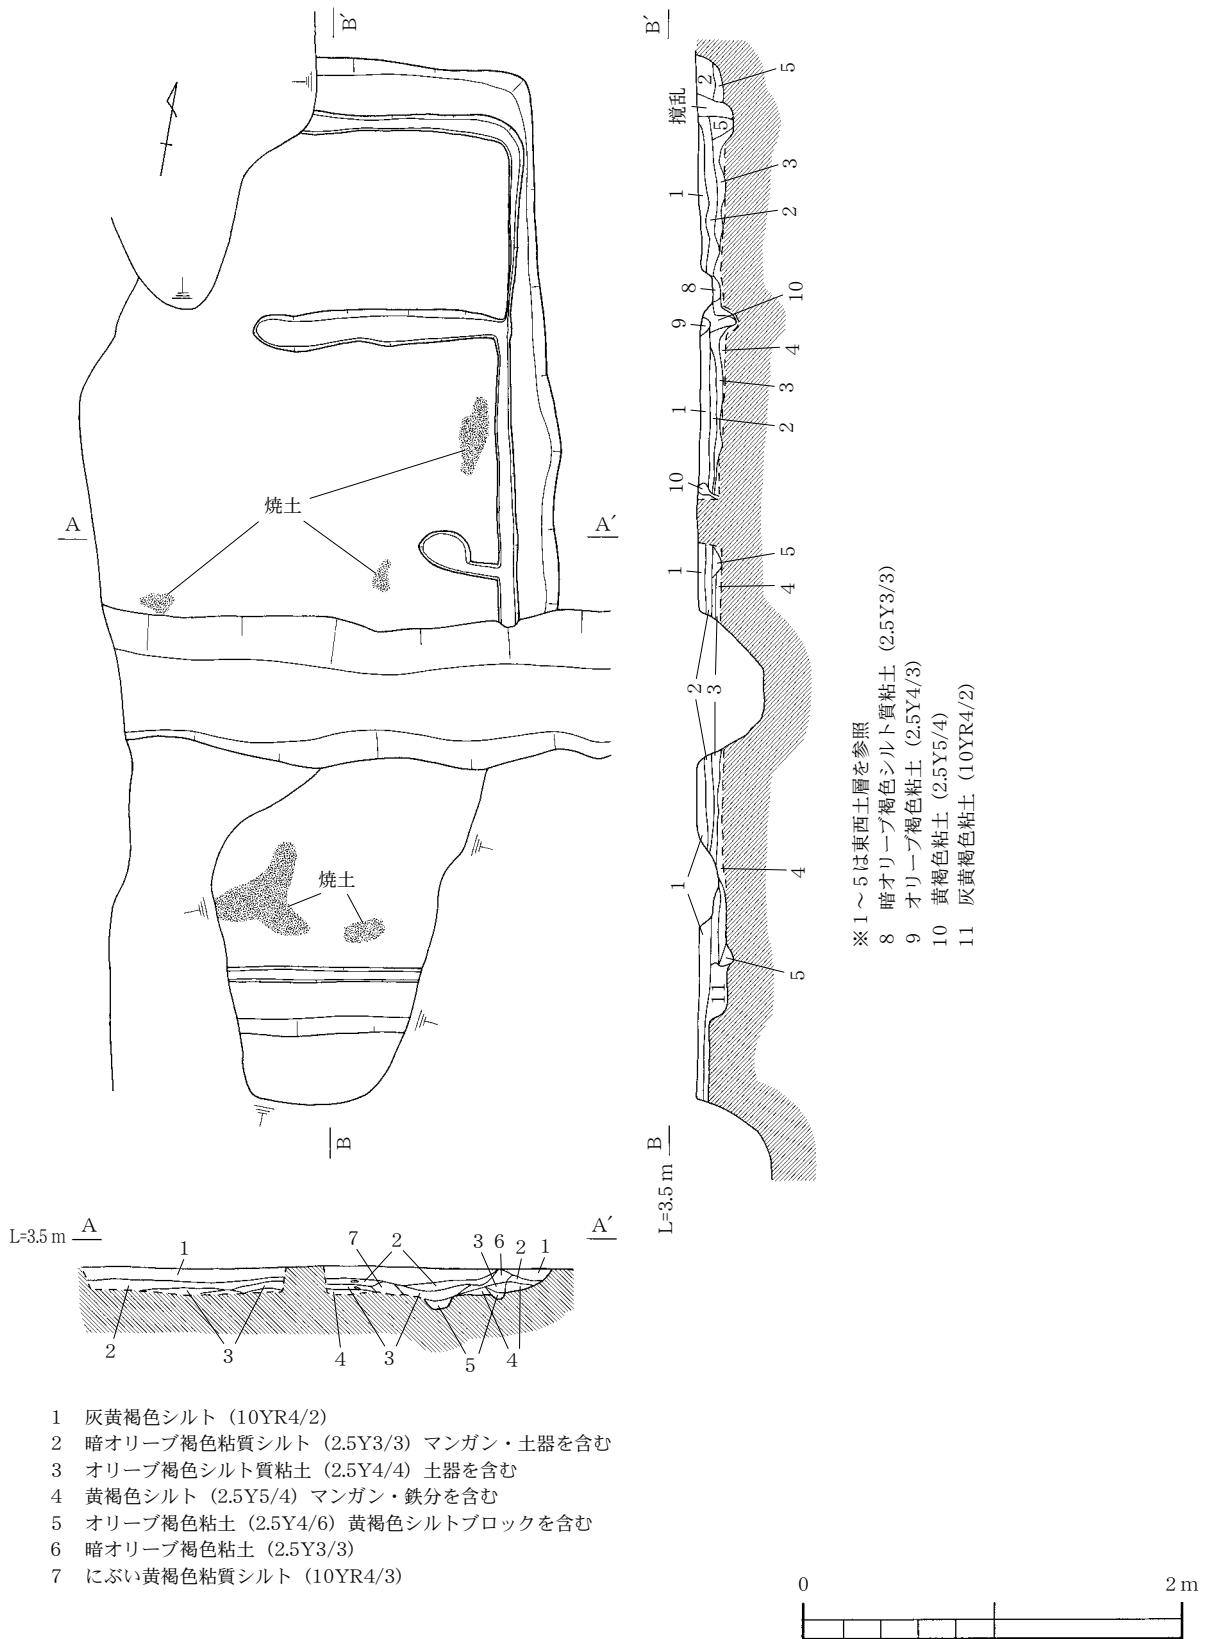 B′
B′
5
2
攪乱
5
3
1
2
8
10
9
4
3
1
2
10
焼土
A
A′
5
1
4
2 3
1
4
焼土
5
11
※1～5は東西土層を参照
8 暗オリーブ褐色シルト質粘土（2.5Y3/3）
9 オリーブ褐色粘土（2.5Y4/3）
10 黄褐色粘土（2.5Y5/4）
11 灰黄褐色粘土（10YR4/2）
B
B
L=3.5 m
L=3.5 m A
A′
1
7 2 3 6 2 1
2 3 4 3 5 4
1 灰黄褐色シルト（10YR4/2）
2 暗オリーブ褐色粘質シルト（2.5Y3/3）マンガン・土器を含む
3 オリーブ褐色シルト質粘土（2.5Y4/4）土器を含む
4 黄褐色シルト（2.5Y5/4）マンガン・鉄分を含む
5 オリーブ褐色粘土（2.5Y4/6）黄褐色シルトブロックを含む
6 暗オリーブ褐色粘土（2.5Y3/3）
7 にぶい黄褐色粘質シルト（10YR4/3）
0 2 m